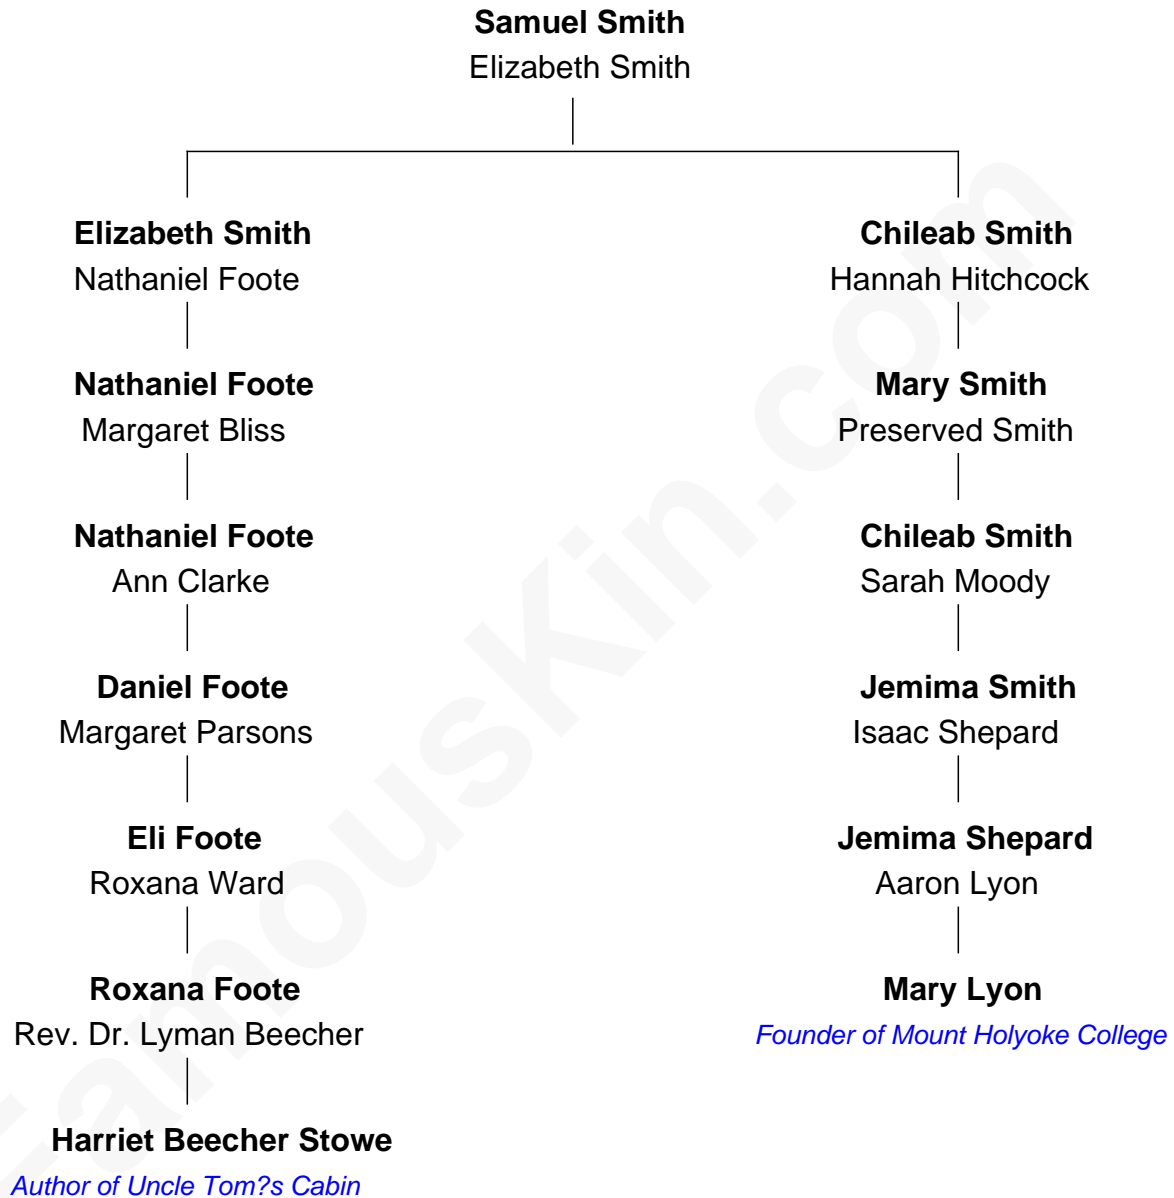 Samuel Smith
Elizabeth Smith
Elizabeth Smith
Nathaniel Foote
Chileab Smith
Hannah Hitchcock
Nathaniel Foote
Margaret Bliss
Mary Smith
Preserved Smith
Nathaniel Foote
Ann Clarke
Chileab Smith
Sarah Moody
Daniel Foote
Margaret Parsons
Jemima Smith
Isaac Shepard
Eli Foote
Roxana Ward
Jemima Shepard
Aaron Lyon
Roxana Foote
Rev. Dr. Lyman Beecher
Mary Lyon
Founder of Mount Holyoke College
Harriet Beecher Stowe
Author of Uncle Tom?s Cabin
FamousKin.com